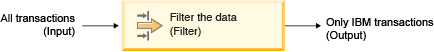 All transactions
(Input)
Filter the data
(Filter)
Only IBM transactions
(Output)